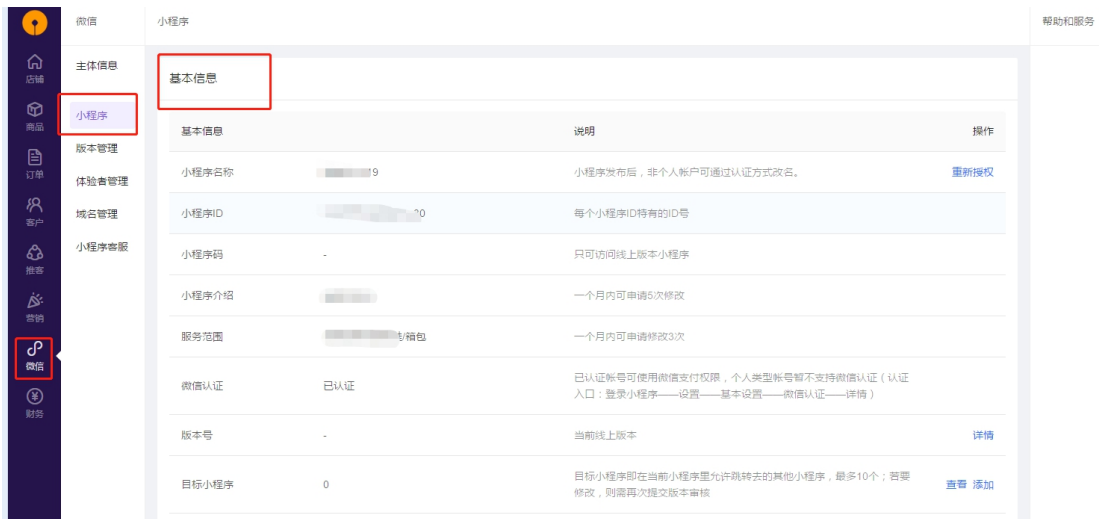 微信
小程序
帮助和服务
店铺
商品
订单
客户
推客
营销
微信
财务
主体信息
小程序
版本管理
体验者管理
域名管理
小程序客服
基本信息
基本信息 说明 操作
小程序名称 19 小程序发布后，非个人帐户可通过认证方式改名。 重新授权
小程序ID 每个小程序ID特有的ID号
小程序码 - 只可访问线上版本小程序
小程序介绍 一个月内可申请5次修改
服务范围 /箱包 一个月内可申请修改3次
微信认证 已认证 已认证帐号可使用微信支付权限，个人类型帐号暂不支持微信认证（认证
入口：登录小程序——设置——基本设置——微信认证——详情）
版本号 - 当前线上版本 详情
目标小程序 0 目标小程序即在当前小程序里允许跳转去的其他小程序，最多10个；若要
修改，则需再次提交版本审核 查看 添加